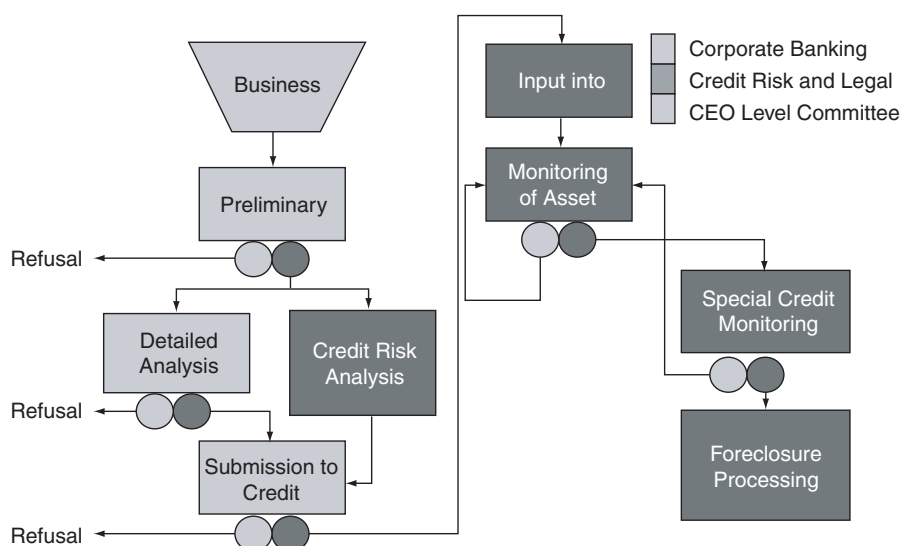 Business
Preliminary
Refusal
Detailed
Analysis
Credit Risk
Analysis
Refusal
Submission to
Credit
Refusal
Input into
Monitoring
of Asset
Special Credit
Monitoring
Foreclosure
Processing
Corporate Banking
Credit Risk and Legal
CEO Level Committee